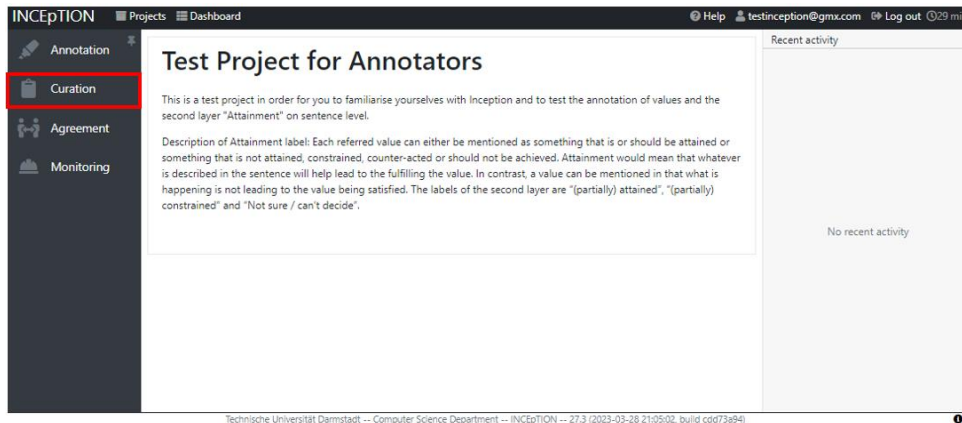 INCEpTION Projects Dashboard Help testinception@gmx.com Log out 29 mi
Annotation
Curation
Agreement
Monitoring
Test Project for Annotators
This is a test project in order for you to familiarise yourselves with Inception and to test the annotation of values and the
second layer "Attainment" on sentence level.
Description of Attainment label: Each referred value can either be mentioned as something that is or should be attained or
something that is not attained, constrained, counter-acted or should not be achieved. Attainment would mean that whatever
is described in the sentence will help lead to the fulfilling the value. In contrast, a value can be mentioned in that what is
happening is not leading to the value being satisfied. The labels of the second layer are "(partially) attained", "(partially)
constrained" and "Not sure / can't decide".
Recent activity
No recent activity
Technische Universität Darmstadt -- Computer Science Department -- INCEpTION -- 27.3 (2023-03-28 21:05:02, build cdd73a94)